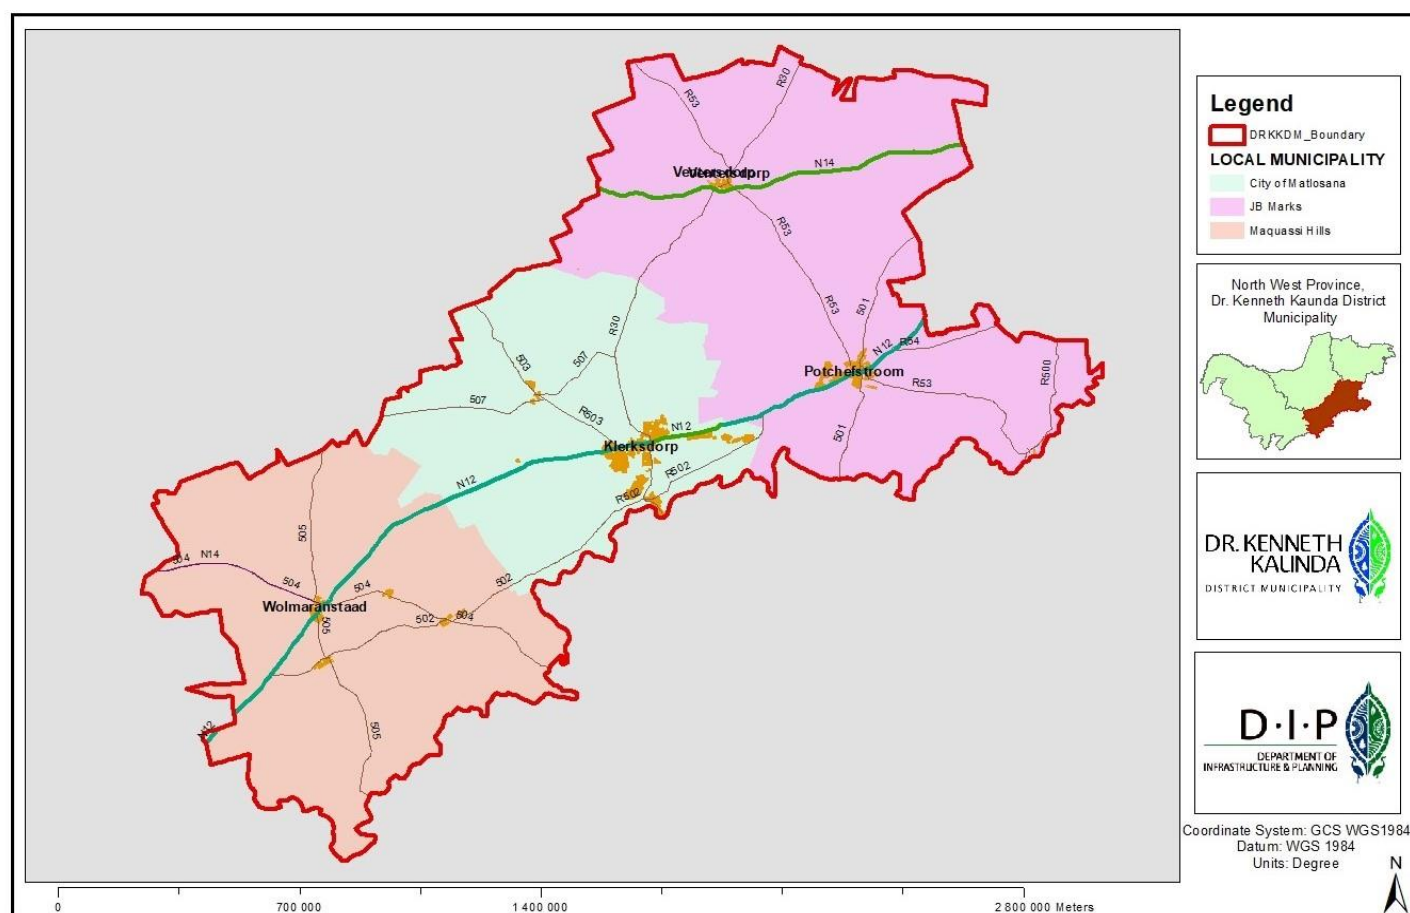 R53
R30
N14
Ventersdorp
Ventersdorp
R53
R53
501
R30
503
507
507
R503
N12
R54
Potchefstroom
R53
R500
501
N12
Klerksdorp
R502
R502
N12
505
504
N14
504
504
Wolmaranstaad
505
502
504
502
505
N12
0
700 000
1 400 000
2 800 000 Meters
Legend
DRKKDM_Boundary
LOCAL MUNICIPALITY
City of Matlosana
JB Marks
Maquassi Hills
North West Province,
Dr. Kenneth Kaunda District
Municipality
DR. KENNETH
KAUNDA
DISTRICT MUNICIPALITY
D·I·P
DEPARTMENT OF
INFRASTRUCTURE & PLANNING
Coordinate System: GCS WGS1984
Datum: WGS 1984
Units: Degree
N